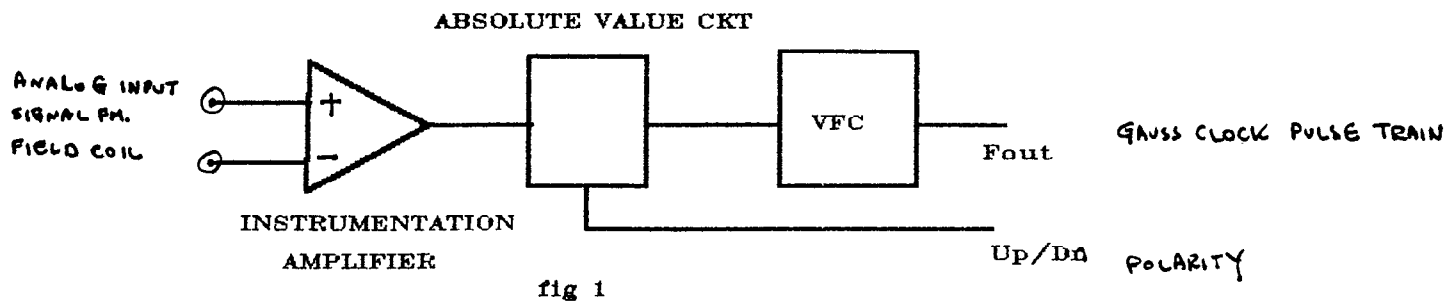 ABSOLUTE VALUE CKT
ANALOG INPUT
SIGNAL FM.
FIELD COIL
+
−
VFC
Fout
GAUSS CLOCK PULSE TRAIN
INSTRUMENTATION
AMPLIFIER
Up/Dn
POLARITY
fig 1